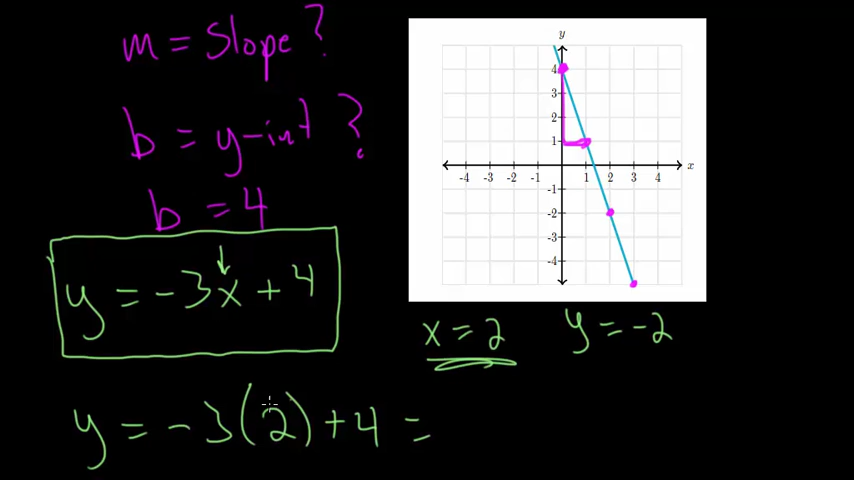 m = Slope ?
b = y-int ?
b = 4
y = -3x + 4
y = -3(2) + 4 =
y
4
3
2
1
-4 -3 -2 -1 1 2 3 4 x
-1
-2
-3
-4
x = 2 y = -2